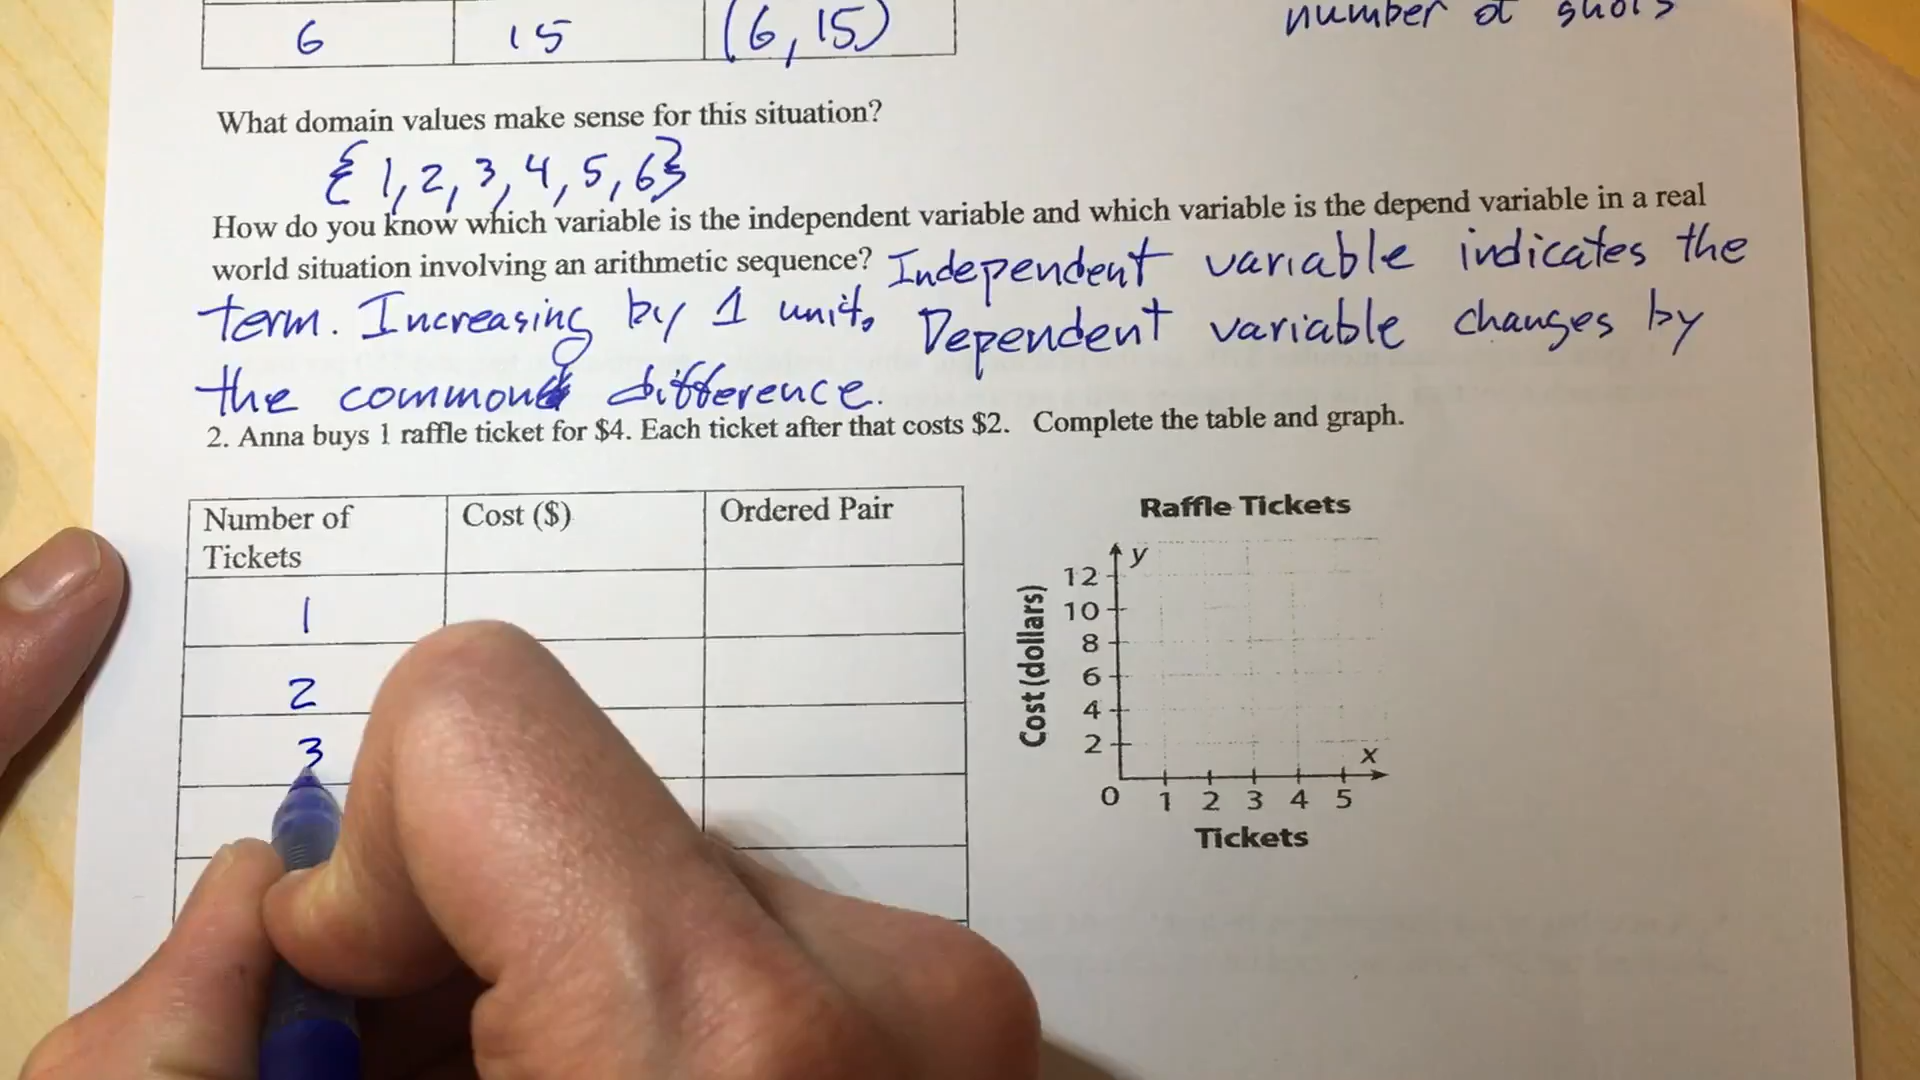 6 15 (6,15)
number of shots
What domain values make sense for this situation?
{1,2,3,4,5,6}
How do you know which variable is the independent variable and which variable is the depend variable in a real
world situation involving an arithmetic sequence? Independent variable indicates the
term. Increasing by 1 unit. Dependent variable changes by
the common difference.
2. Anna buys 1 raffle ticket for $4. Each ticket after that costs $2. Complete the table and graph.
Number of Tickets Cost ($) Ordered Pair
1
2
3
Raffle Tickets
y
12
10
8
6
4
2
Cost (dollars)
x
0 1 2 3 4 5
Tickets